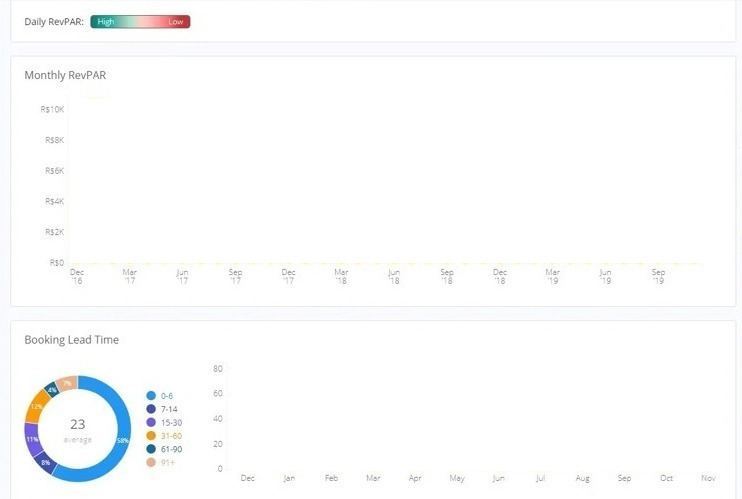 Daily RevPAR: High Low
Monthly RevPAR
R$10K
R$8K
R$6K
R$4K
R$2K
R$0
Dec Mar Jun Sep Dec Mar Jun Sep Dec Mar Jun Sep
'16 '17 '17 '17 '17 '18 '18 '18 '18 '19 '19 '19
Booking Lead Time
7%
4%
12%
11%
8%
58%
23
average
0-6
7-14
15-30
31-60
61-90
91+
80
60
40
20
0
Dec Jan Feb Mar Apr May Jun Jul Aug Sep Oct Nov